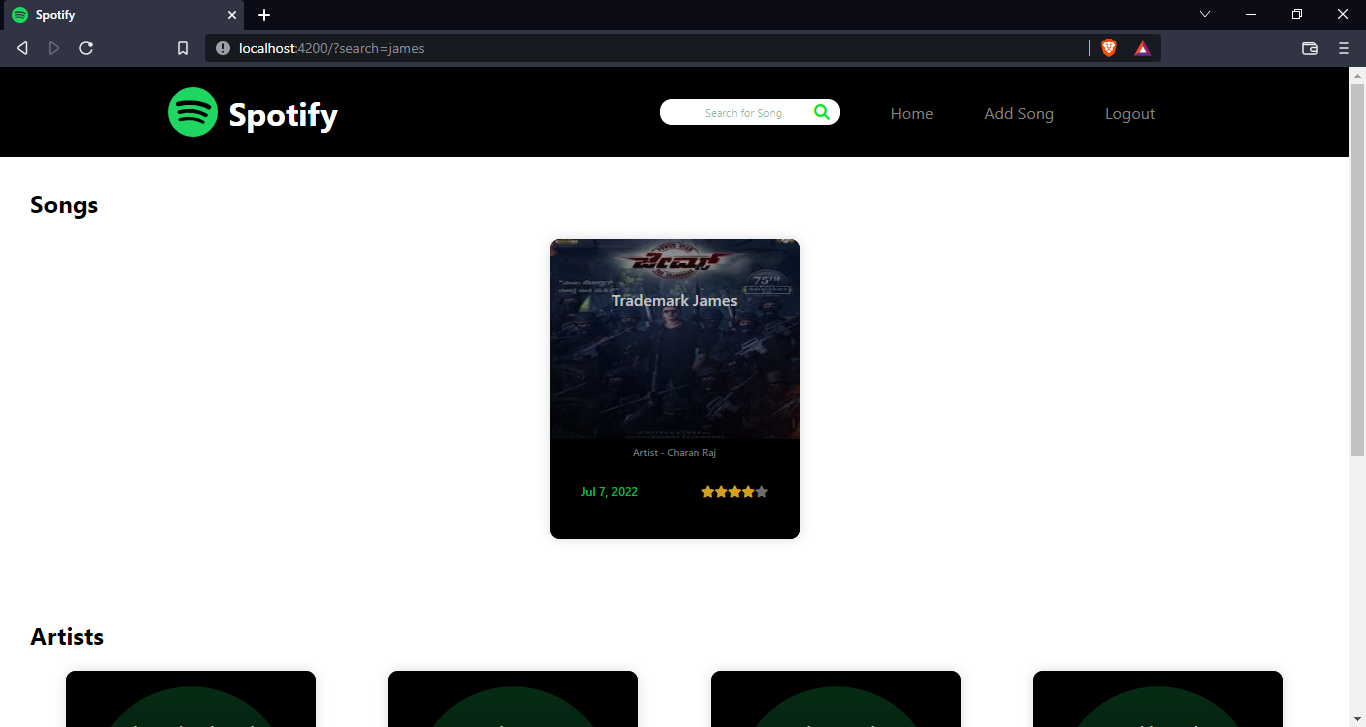 Spotify
localhost:4200/?search=james
Spotify
Search for Song
Home
Add Song
Logout
Songs
ಜೇಮ್ಸ್
75TH
Trademark James
Artist - Charan Raj
Jul 7, 2022
Artists